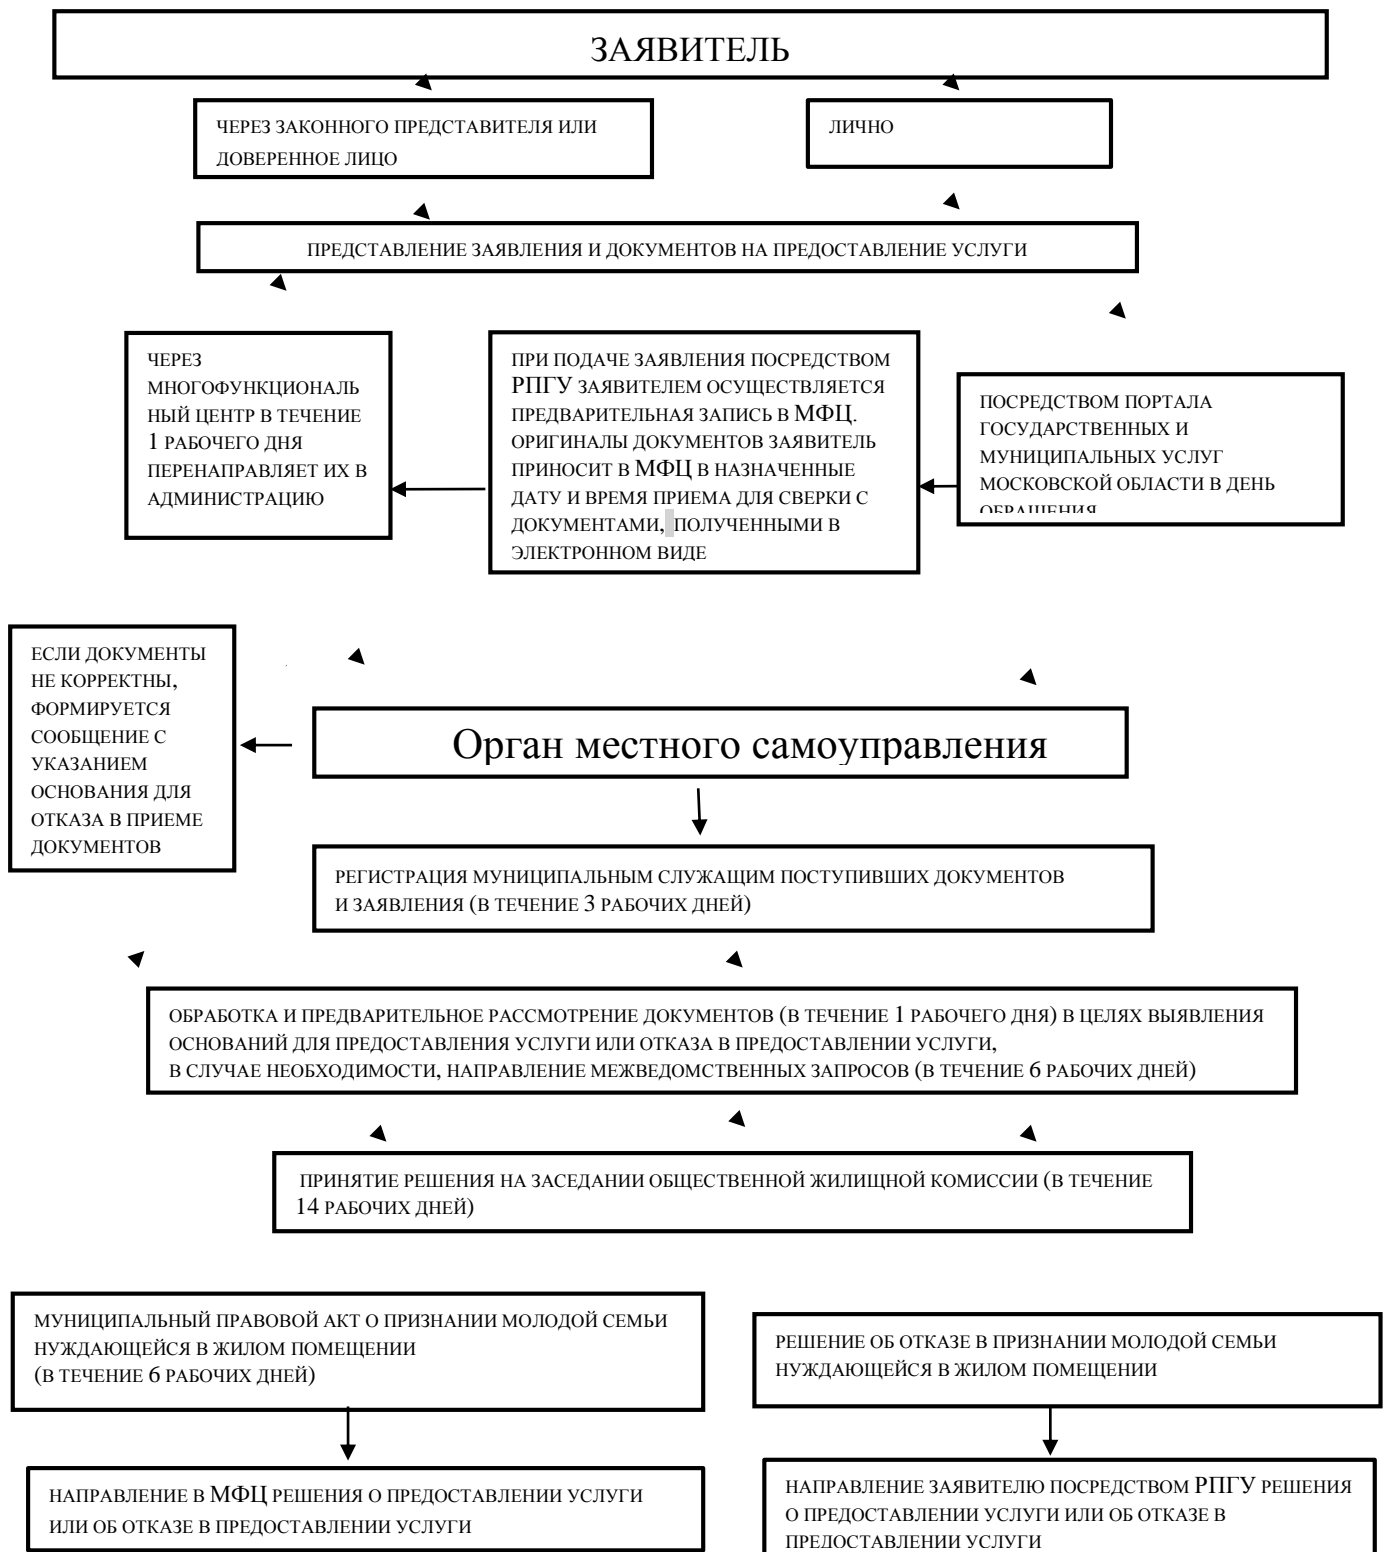 ЗАЯВИТЕЛЬ
ЧЕРЕЗ ЗАКОННОГО ПРЕДСТАВИТЕЛЯ ИЛИ
ДОВЕРЕННОЕ ЛИЦО
ЛИЧНО
ПРЕДСТАВЛЕНИЕ ЗАЯВЛЕНИЯ И ДОКУМЕНТОВ НА ПРЕДОСТАВЛЕНИЕ УСЛУГИ
ЧЕРЕЗ
МНОГОФУНКЦИОНАЛЬ
НЫЙ ЦЕНТР В ТЕЧЕНИЕ
1 РАБОЧЕГО ДНЯ
ПЕРЕНАПРАВЛЯЕТ ИХ В
АДМИНИСТРАЦИЮ
ПРИ ПОДАЧЕ ЗАЯВЛЕНИЯ ПОСРЕДСТВОМ
РПГУ ЗАЯВИТЕЛЕМ ОСУЩЕСТВЛЯЕТСЯ
ПРЕДВАРИТЕЛЬНАЯ ЗАПИСЬ В МФЦ.
ОРИГИНАЛЫ ДОКУМЕНТОВ ЗАЯВИТЕЛЬ
ПРИНОСИТ В МФЦ В НАЗНАЧЕННЫЕ
ДАТУ И ВРЕМЯ ПРИЕМА ДЛЯ СВЕРКИ С
ДОКУМЕНТАМИ, ПОЛУЧЕННЫМИ В
ЭЛЕКТРОННОМ ВИДЕ
ПОСРЕДСТВОМ ПОРТАЛА
ГОСУДАРСТВЕННЫХ И
МУНИЦИПАЛЬНЫХ УСЛУГ
МОСКОВСКОЙ ОБЛАСТИ В ДЕНЬ
ОБРАЩЕНИЯ
ЕСЛИ ДОКУМЕНТЫ
НЕ КОРРЕКТНЫ,
ФОРМИРУЕТСЯ
СООБЩЕНИЕ С
УКАЗАНИЕМ
ОСНОВАНИЯ ДЛЯ
ОТКАЗА В ПРИЕМЕ
ДОКУМЕНТОВ
Орган местного самоуправления
РЕГИСТРАЦИЯ МУНИЦИПАЛЬНЫМ СЛУЖАЩИМ ПОСТУПИВШИХ ДОКУМЕНТОВ
И ЗАЯВЛЕНИЯ (В ТЕЧЕНИЕ 3 РАБОЧИХ ДНЕЙ)
ОБРАБОТКА И ПРЕДВАРИТЕЛЬНОЕ РАССМОТРЕНИЕ ДОКУМЕНТОВ (В ТЕЧЕНИЕ 1 РАБОЧЕГО ДНЯ) В ЦЕЛЯХ ВЫЯВЛЕНИЯ
ОСНОВАНИЙ ДЛЯ ПРЕДОСТАВЛЕНИЯ УСЛУГИ ИЛИ ОТКАЗА В ПРЕДОСТАВЛЕНИИ УСЛУГИ,
В СЛУЧАЕ НЕОБХОДИМОСТИ, НАПРАВЛЕНИЕ МЕЖВЕДОМСТВЕННЫХ ЗАПРОСОВ (В ТЕЧЕНИЕ 6 РАБОЧИХ ДНЕЙ)
ПРИНЯТИЕ РЕШЕНИЯ НА ЗАСЕДАНИИ ОБЩЕСТВЕННОЙ ЖИЛИЩНОЙ КОМИССИИ (В ТЕЧЕНИЕ
14 РАБОЧИХ ДНЕЙ)
МУНИЦИПАЛЬНЫЙ ПРАВОВОЙ АКТ О ПРИЗНАНИИ МОЛОДОЙ СЕМЬИ
НУЖДАЮЩЕЙСЯ В ЖИЛОМ ПОМЕЩЕНИИ
(В ТЕЧЕНИЕ 6 РАБОЧИХ ДНЕЙ)
РЕШЕНИЕ ОБ ОТКАЗЕ В ПРИЗНАНИИ МОЛОДОЙ СЕМЬИ
НУЖДАЮЩЕЙСЯ В ЖИЛОМ ПОМЕЩЕНИИ
НАПРАВЛЕНИЕ В МФЦ РЕШЕНИЯ О ПРЕДОСТАВЛЕНИИ УСЛУГИ
ИЛИ ОБ ОТКАЗЕ В ПРЕДОСТАВЛЕНИИ УСЛУГИ
НАПРАВЛЕНИЕ ЗАЯВИТЕЛЮ ПОСРЕДСТВОМ РПГУ РЕШЕНИЯ
О ПРЕДОСТАВЛЕНИИ УСЛУГИ ИЛИ ОБ ОТКАЗЕ В
ПРЕДОСТАВЛЕНИИ УСЛУГИ